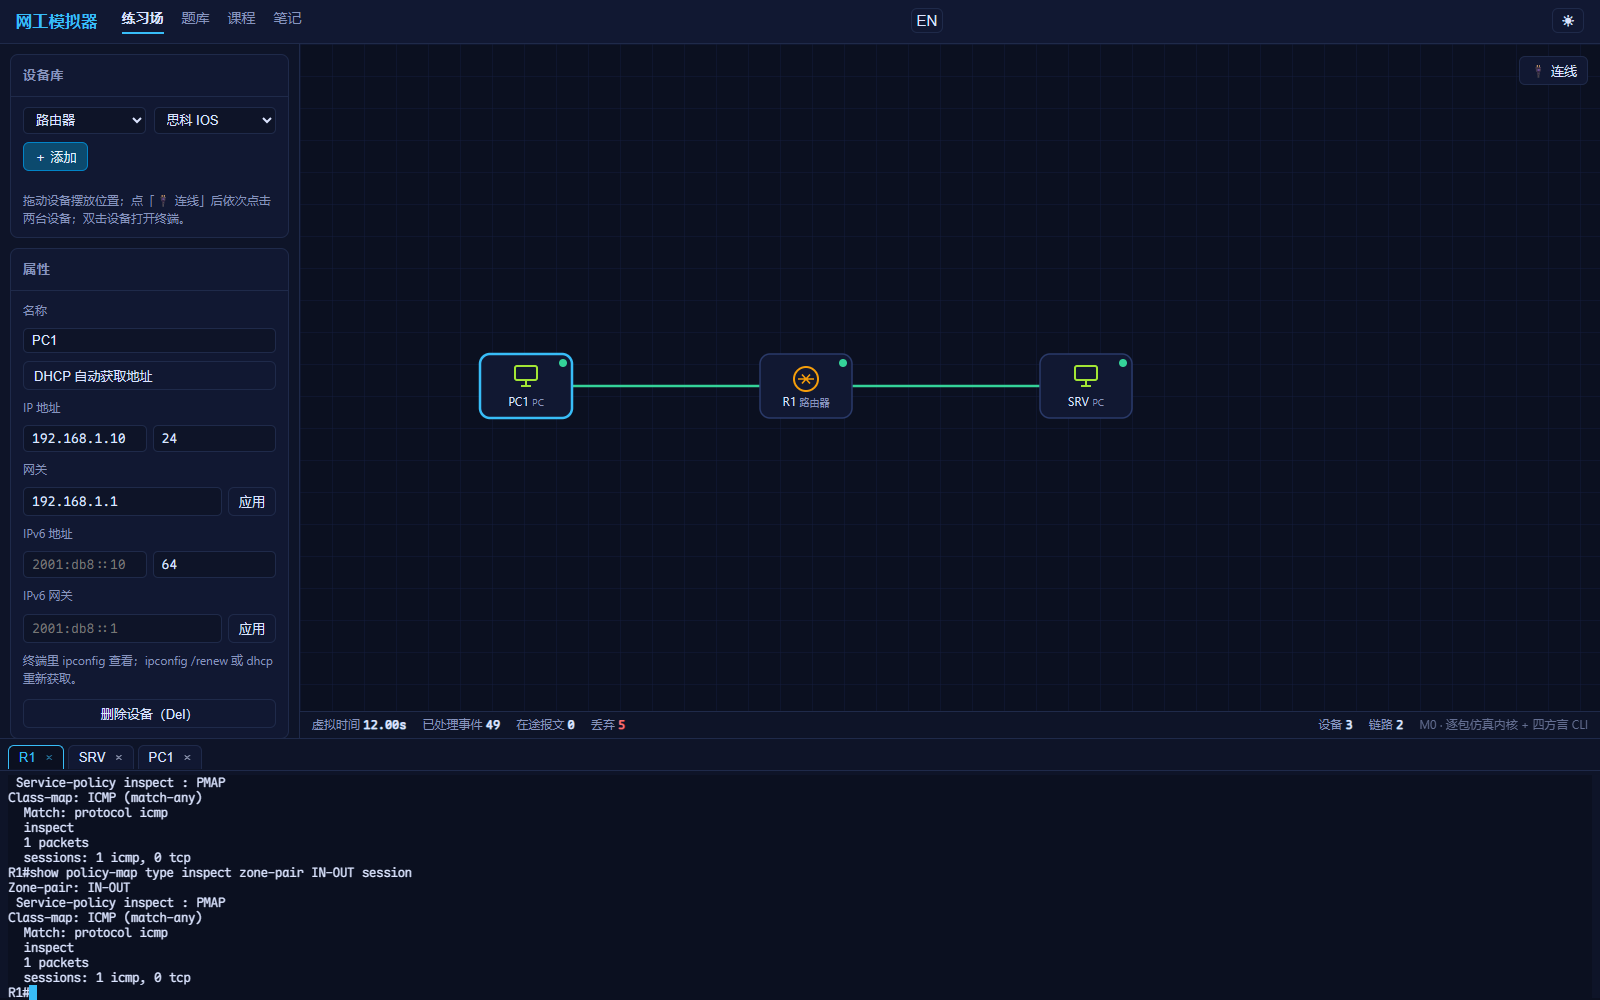 网工模拟器 练习场 题库 课程 笔记 EN
设备库
路由器 思科 IOS
+ 添加
拖动设备摆放位置；点「 连线」后依次点击
两台设备；双击设备打开终端。
属性
名称
PC1
DHCP 自动获取地址
IP 地址
192.168.1.10 24
网关
192.168.1.1 应用
IPv6 地址
2001:db8::10 64
IPv6 网关
2001:db8::1 应用
终端里 ipconfig 查看；ipconfig /renew 或 dhcp
重新获取。
删除设备（Del）
连线
PC1 PC
R1 路由器
SRV PC
虚拟时间 12.00s 已处理事件 49 在途报文 0 丢弃 5 设备 3 链路 2 M0 · 逐包仿真内核 + 四方言 CLI
R1 × SRV × PC1 ×
Service-policy inspect : PMAP
Class-map: ICMP (match-any)
Match: protocol icmp
inspect
1 packets
sessions: 1 icmp, 0 tcp
R1#show policy-map type inspect zone-pair IN-OUT session
Zone-pair: IN-OUT
Service-policy inspect : PMAP
Class-map: ICMP (match-any)
Match: protocol icmp
inspect
1 packets
sessions: 1 icmp, 0 tcp
R1#